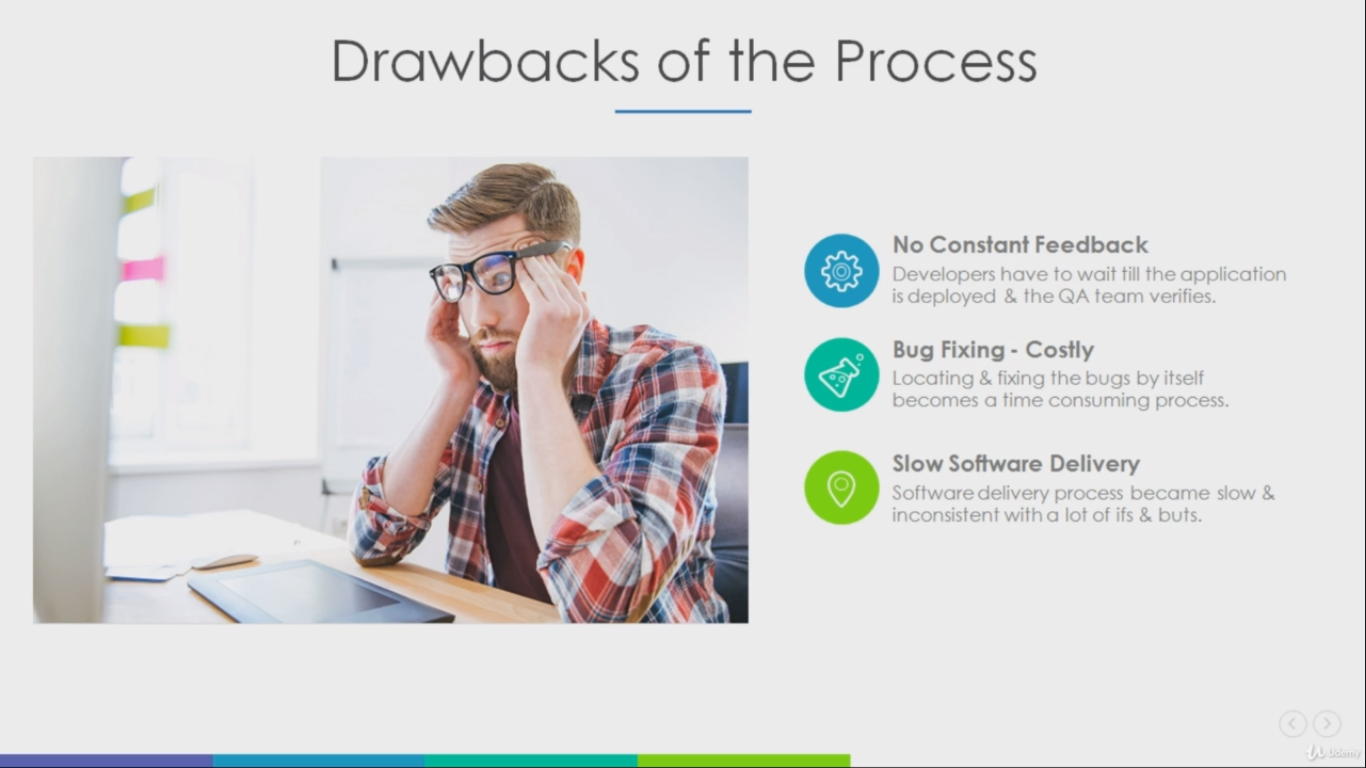 Drawbacks of the Process
No Constant Feedback
Developers have to wait till the application
is deployed & the QA team verifies.
Bug Fixing - Costly
Locating & fixing the bugs by itself
becomes a time consuming process.
Slow Software Delivery
Software delivery process became slow &
inconsistent with a lot of ifs & buts.
Udemy